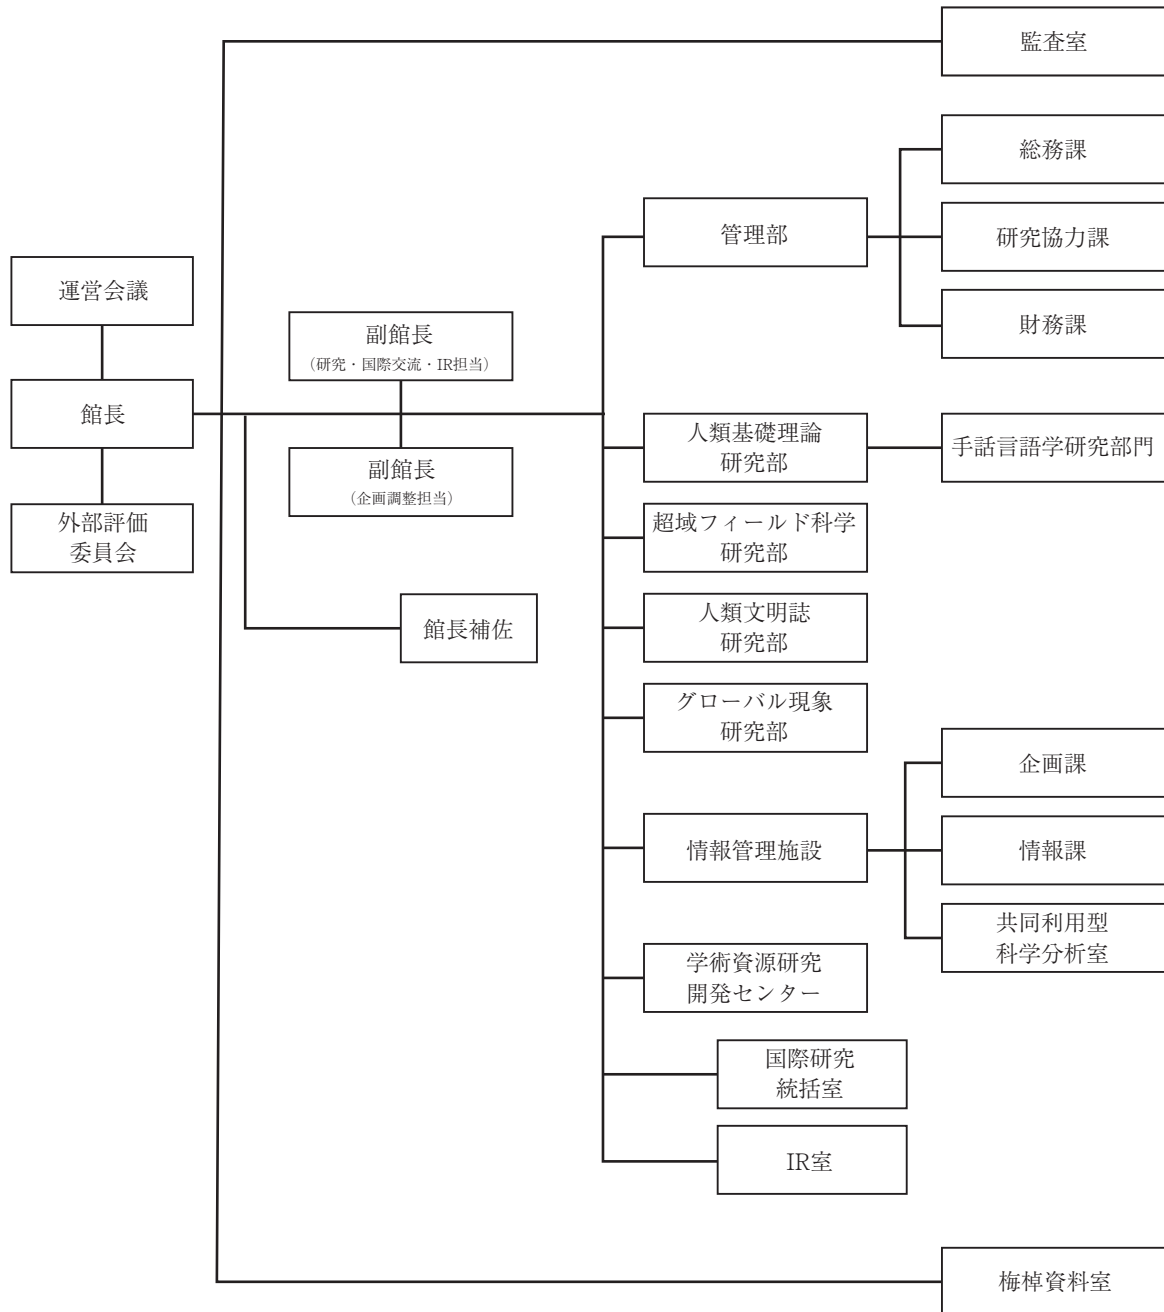 監査室
総務課
管理部
研究協力課
財務課
運営会議
館長
外部評価
委員会
副館長
（研究・国際交流・IR担当）
副館長
（企画調整担当）
館長補佐
人類基礎理論
研究部
手話言語学研究部門
超域フィールド科学
研究部
人類文明誌
研究部
グローバル現象
研究部
企画課
情報管理施設
情報課
共同利用型
科学分析室
学術資源研究
開発センター
国際研究
統括室
IR室
梅棹資料室